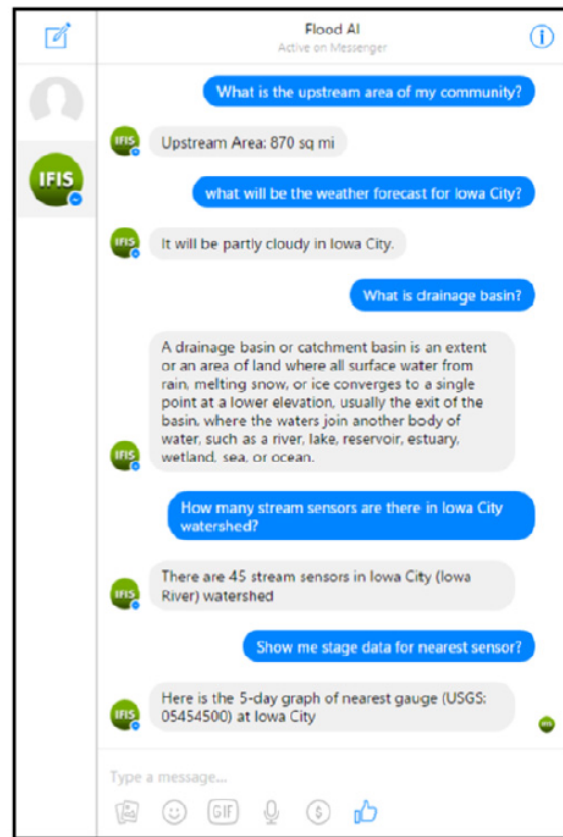 Flood AI
Active on Messenger
What is the upstream area of my community?
IFIS
Upstream Area: 870 sq mi
IFIS
what will be the weather forecast for Iowa City?
IFIS
It will be partly cloudy in Iowa City.
What is drainage basin?
A drainage basin or catchment basin is an extent
or an area of land where all surface water from
rain, melting snow, or ice converges to a single
point at a lower elevation, usually the exit of the
basin, where the waters join another body of
water, such as a river, lake, reservoir, estuary,
IFIS
wetland, sea, or ocean.
How many stream sensors are there in Iowa City
watershed?
There are 45 stream sensors in Iowa City (Iowa
IFIS
River) watershed
Show me stage data for nearest sensor?
Here is the 5-day graph of nearest gauge (USGS:
IFIS
05454500) at Iowa City
IFIS
Type a message...
GIF
$